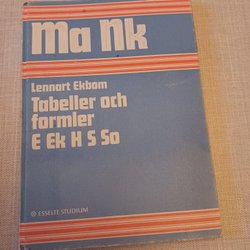 Ma Nk
Lennart Ekbom
Tabeller och
formler
E Ek H S So
ESSELTE STUDIUM